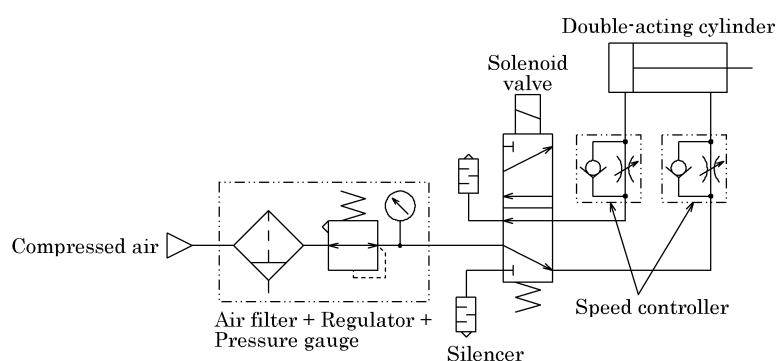 Double-acting cylinder
Solenoid
valve
Compressed air
Speed controller
Air filter + Regulator +
Pressure gauge
Silencer